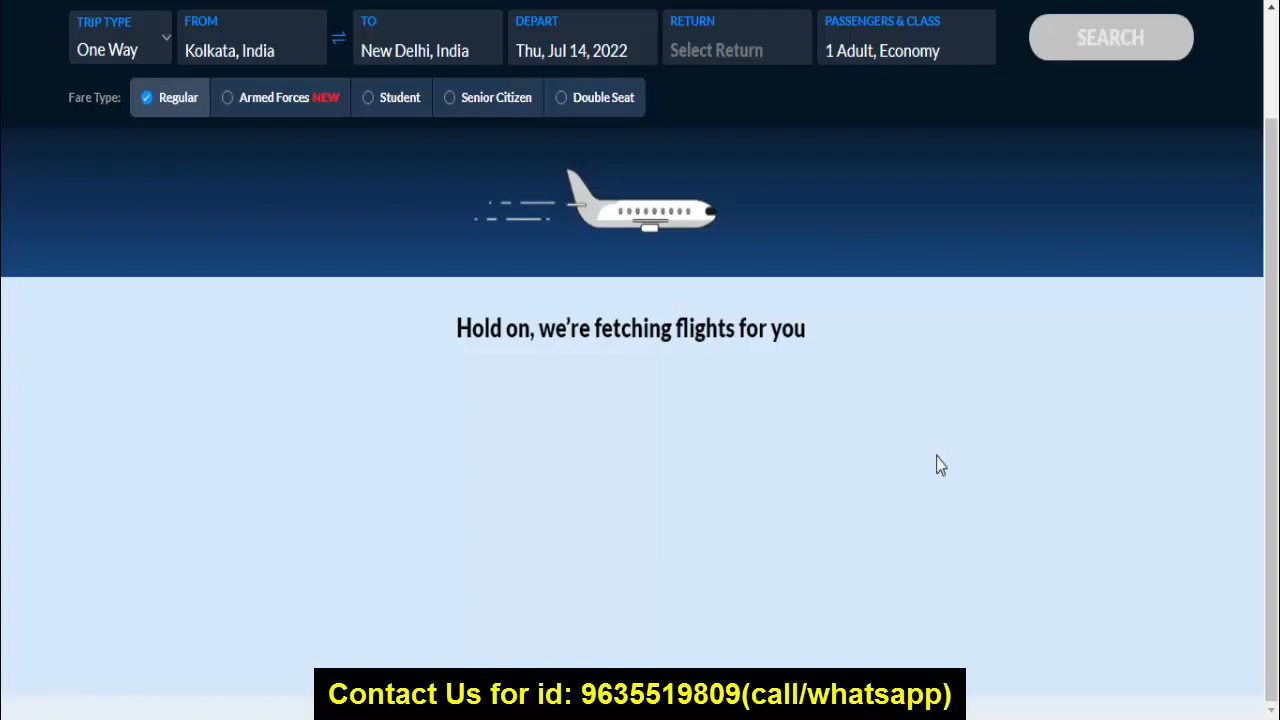 TRIP TYPE
One Way
FROM
Kolkata, India
TO
New Delhi, India
DEPART
Thu, Jul 14, 2022
RETURN
Select Return
PASSENGERS & CLASS
1 Adult, Economy
SEARCH
Fare Type: Regular Armed Forces NEW Student Senior Citizen Double Seat
Hold on, we’re fetching flights for you
Contact Us for id: 9635519809(call/whatsapp)